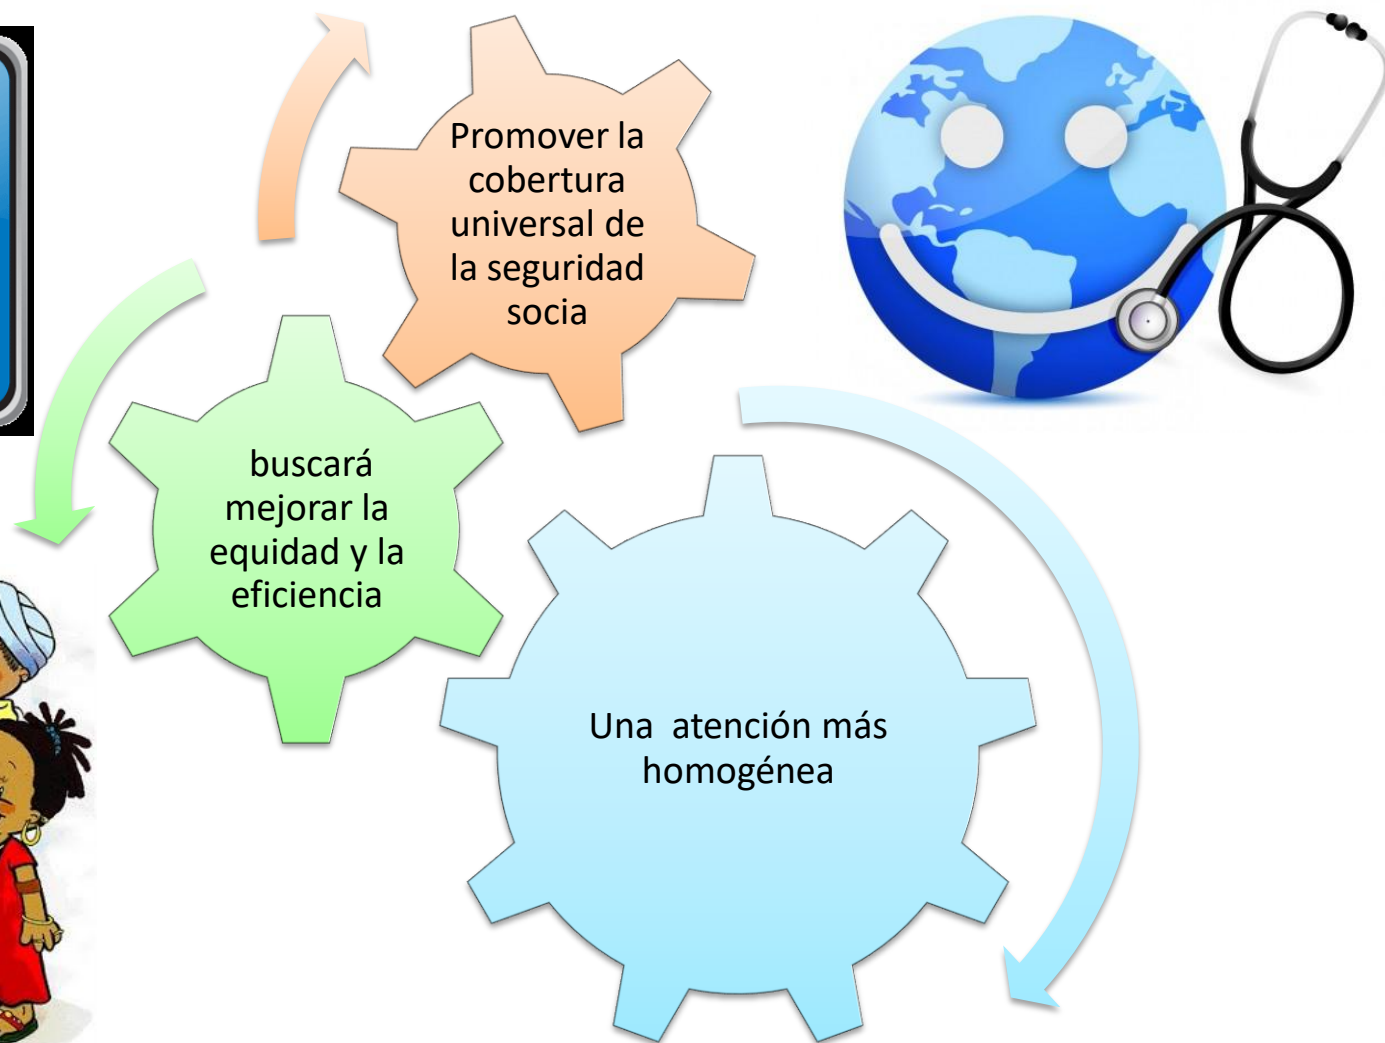 Promover la
cobertura
universal de
la seguridad
socia
buscará
mejorar la
equidad y la
eficiencia
Una  atención más
homogénea